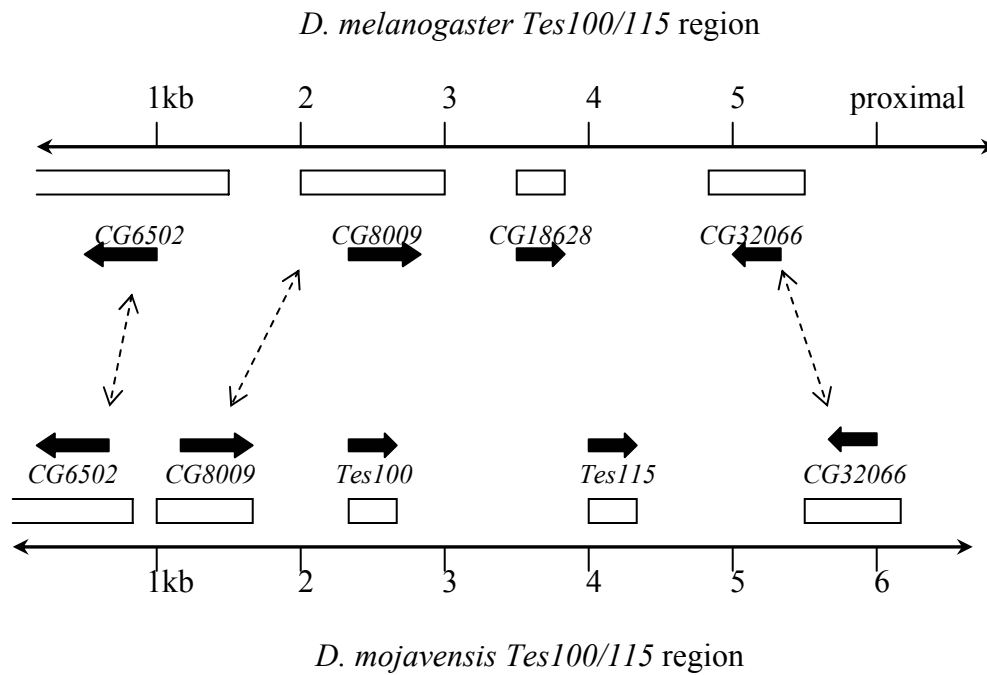 D. melanogaster Tes100/115 region
1kb 2 3 4 5 proximal
CG6502 CG8009 CG18628 CG32066
CG6502 CG8009 Tes100 Tes115 CG32066
1kb 2 3 4 5 6
D. mojavensis Tes100/115 region